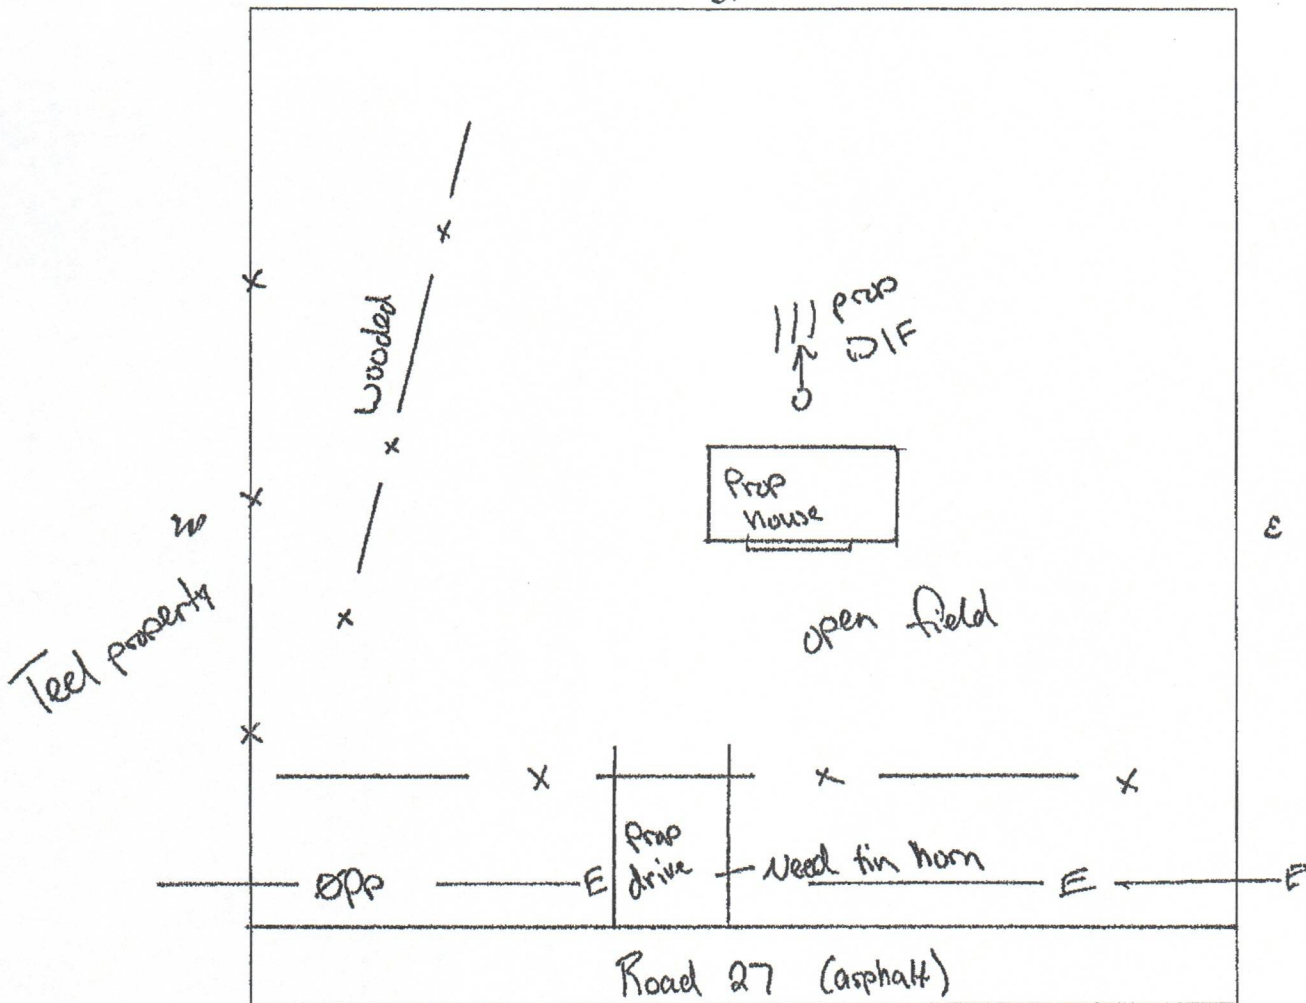 Wooded
prop
D/F
Prop
house
W
E
Teel property
open field
Prop
drive
Need tin horn
OPP
E
E
E
Road 27 (asphalt)